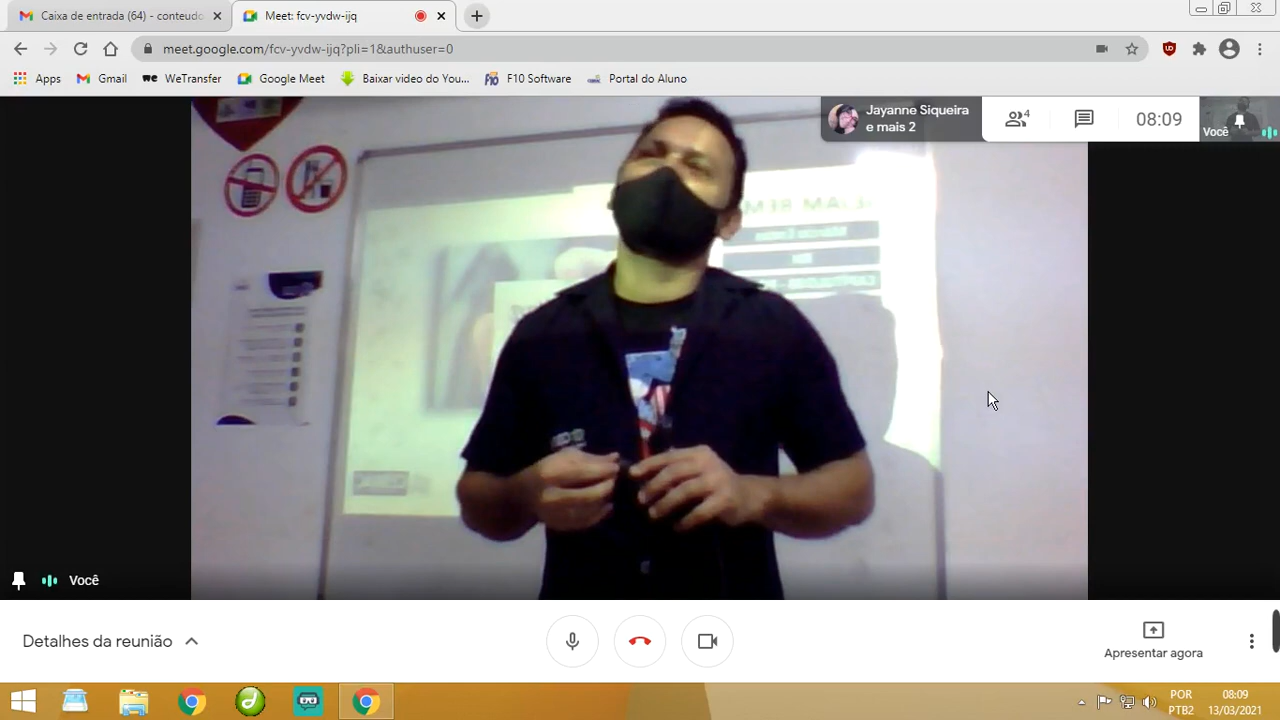 Caixa de entrada (64) - conteudo
Meet: fcv-yvdw-ijq
meet.google.com/fcv-yvdw-ijq?pli=1&authuser=0
Apps
Gmail
WeTransfer
Google Meet
Baixar video do You...
F10 Software
Portal do Aluno
Jayanne Siqueira
e mais 2
4
08:09
Você
Você
Detalhes da reunião
Apresentar agora
POR
PTB2
08:09
13/03/2021